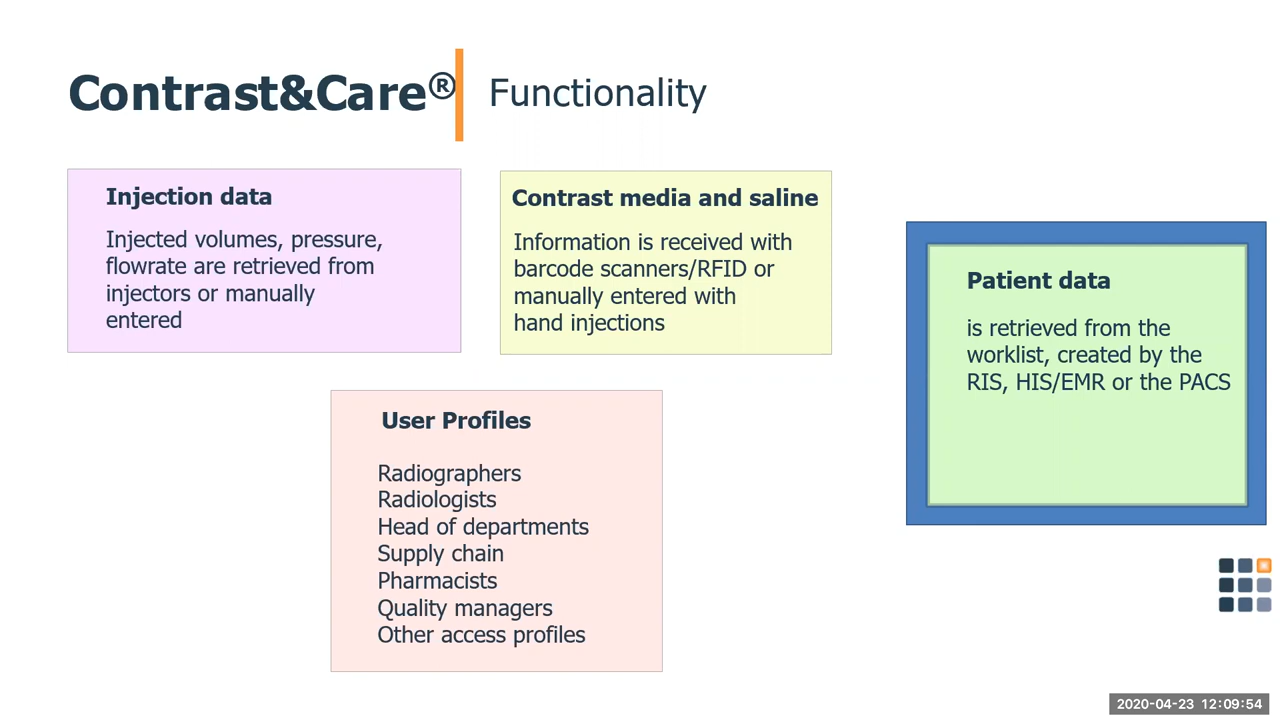 Contrast&Care®
Functionality
Injection data
Injected volumes, pressure,
flowrate are retrieved from
injectors or manually
entered
Contrast media and saline
Information is received with
barcode scanners/RFID or
manually entered with
hand injections
Patient data
is retrieved from the
worklist, created by the
RIS, HIS/EMR or the PACS
User Profiles
Radiographers
Radiologists
Head of departments
Supply chain
Pharmacists
Quality managers
Other access profiles
2020-04-23 12:09:54